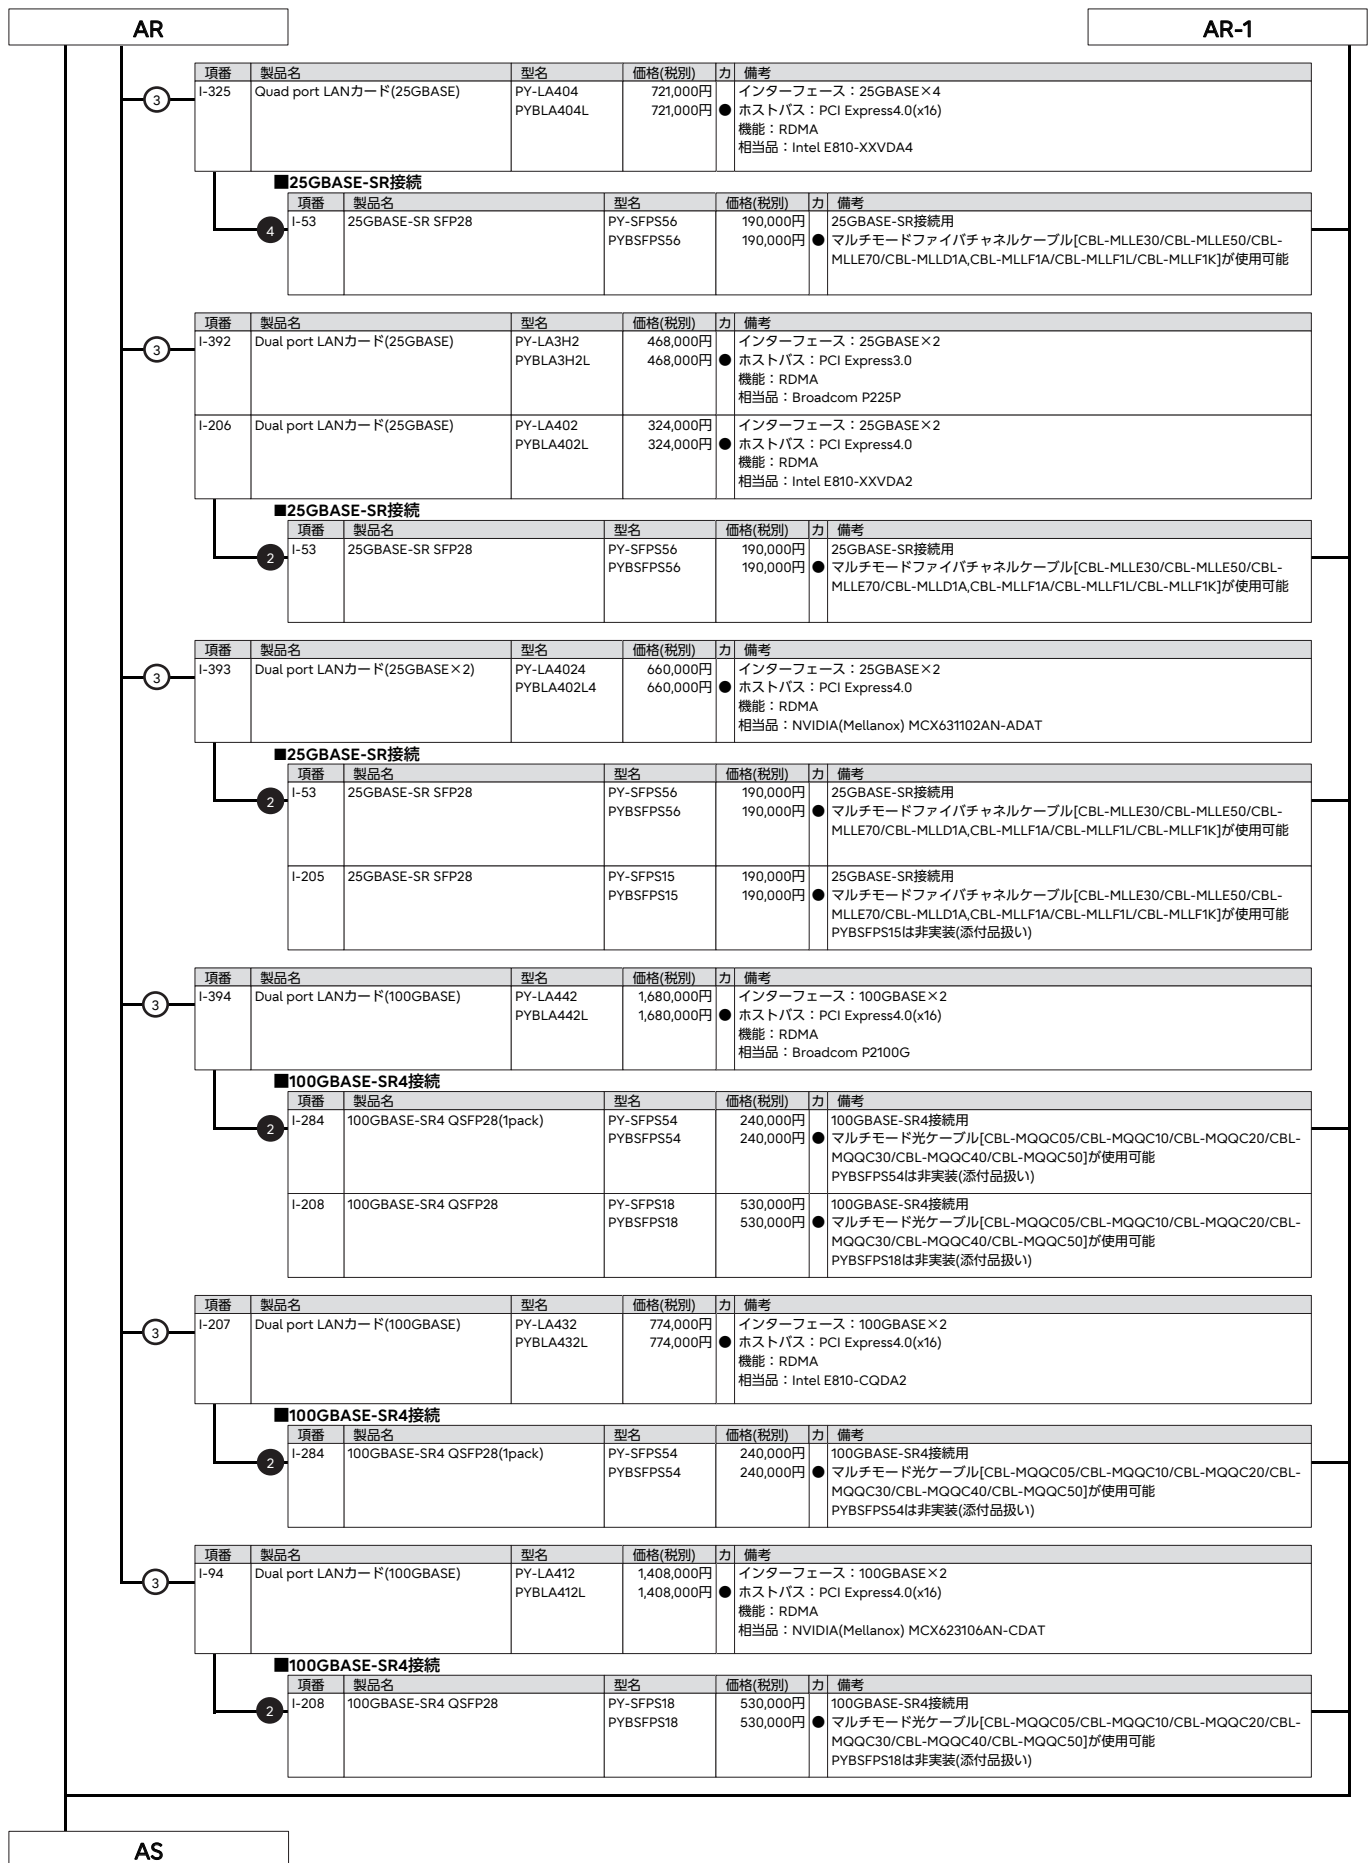 AR
AR-1
項番 製品名 型名 価格(税別) カ 備考
3 I-325 Quad port LANカード(25GBASE) PY-LA404 721,000円 インターフェース：25GBASE×4
PYBLA404L 721,000円 ● ホストバス：PCI Express4.0(x16)
機能：RDMA
相当品：Intel E810-XXVDA4
■25GBASE-SR接続
項番 製品名 型名 価格(税別) カ 備考
4 I-53 25GBASE-SR SFP28 PY-SFPS56 190,000円 25GBASE-SR接続用
PYBSFPS56 190,000円 ● マルチモードファイバチャネルケーブル[CBL-MLLE30/CBL-MLLE50/CBL-
MLLE70/CBL-MLLD1A,CBL-MLLF1A/CBL-MLLF1L/CBL-MLLF1K]が使用可能
項番 製品名 型名 価格(税別) カ 備考
3 I-392 Dual port LANカード(25GBASE) PY-LA3H2 468,000円 インターフェース：25GBASE×2
PYBLA3H2L 468,000円 ● ホストバス：PCI Express3.0
機能：RDMA
相当品：Broadcom P225P
I-206 Dual port LANカード(25GBASE) PY-LA402 324,000円 インターフェース：25GBASE×2
PYBLA402L 324,000円 ● ホストバス：PCI Express4.0
機能：RDMA
相当品：Intel E810-XXVDA2
■25GBASE-SR接続
項番 製品名 型名 価格(税別) カ 備考
2 I-53 25GBASE-SR SFP28 PY-SFPS56 190,000円 25GBASE-SR接続用
PYBSFPS56 190,000円 ● マルチモードファイバチャネルケーブル[CBL-MLLE30/CBL-MLLE50/CBL-
MLLE70/CBL-MLLD1A,CBL-MLLF1A/CBL-MLLF1L/CBL-MLLF1K]が使用可能
項番 製品名 型名 価格(税別) カ 備考
3 I-393 Dual port LANカード(25GBASE×2) PY-LA4024 660,000円 インターフェース：25GBASE×2
PYBLA402L4 660,000円 ● ホストバス：PCI Express4.0
機能：RDMA
相当品：NVIDIA(Mellanox) MCX631102AN-ADAT
■25GBASE-SR接続
項番 製品名 型名 価格(税別) カ 備考
2 I-53 25GBASE-SR SFP28 PY-SFPS56 190,000円 25GBASE-SR接続用
PYBSFPS56 190,000円 ● マルチモードファイバチャネルケーブル[CBL-MLLE30/CBL-MLLE50/CBL-
MLLE70/CBL-MLLD1A,CBL-MLLF1A/CBL-MLLF1L/CBL-MLLF1K]が使用可能
I-205 25GBASE-SR SFP28 PY-SFPS15 190,000円 25GBASE-SR接続用
PYBSFPS15 190,000円 ● マルチモードファイバチャネルケーブル[CBL-MLLE30/CBL-MLLE50/CBL-
MLLE70/CBL-MLLD1A,CBL-MLLF1A/CBL-MLLF1L/CBL-MLLF1K]が使用可能
PYBSFPS15は非実装(添付品扱い)
項番 製品名 型名 価格(税別) カ 備考
3 I-394 Dual port LANカード(100GBASE) PY-LA442 1,680,000円 インターフェース：100GBASE×2
PYBLA442L 1,680,000円 ● ホストバス：PCI Express4.0(x16)
機能：RDMA
相当品：Broadcom P2100G
■100GBASE-SR4接続
項番 製品名 型名 価格(税別) カ 備考
2 I-284 100GBASE-SR4 QSFP28(1pack) PY-SFPS54 240,000円 100GBASE-SR4接続用
PYBSFPS54 240,000円 ● マルチモード光ケーブル[CBL-MQQC05/CBL-MQQC10/CBL-MQQC20/CBL-
MQQC30/CBL-MQQC40/CBL-MQQC50]が使用可能
PYBSFPS54は非実装(添付品扱い)
I-208 100GBASE-SR4 QSFP28 PY-SFPS18 530,000円 100GBASE-SR4接続用
PYBSFPS18 530,000円 ● マルチモード光ケーブル[CBL-MQQC05/CBL-MQQC10/CBL-MQQC20/CBL-
MQQC30/CBL-MQQC40/CBL-MQQC50]が使用可能
PYBSFPS18は非実装(添付品扱い)
項番 製品名 型名 価格(税別) カ 備考
3 I-207 Dual port LANカード(100GBASE) PY-LA432 774,000円 インターフェース：100GBASE×2
PYBLA432L 774,000円 ● ホストバス：PCI Express4.0(x16)
機能：RDMA
相当品：Intel E810-CQDA2
■100GBASE-SR4接続
項番 製品名 型名 価格(税別) カ 備考
2 I-284 100GBASE-SR4 QSFP28(1pack) PY-SFPS54 240,000円 100GBASE-SR4接続用
PYBSFPS54 240,000円 ● マルチモード光ケーブル[CBL-MQQC05/CBL-MQQC10/CBL-MQQC20/CBL-
MQQC30/CBL-MQQC40/CBL-MQQC50]が使用可能
PYBSFPS54は非実装(添付品扱い)
項番 製品名 型名 価格(税別) カ 備考
3 I-94 Dual port LANカード(100GBASE) PY-LA412 1,408,000円 インターフェース：100GBASE×2
PYBLA412L 1,408,000円 ● ホストバス：PCI Express4.0(x16)
機能：RDMA
相当品：NVIDIA(Mellanox) MCX623106AN-CDAT
■100GBASE-SR4接続
項番 製品名 型名 価格(税別) カ 備考
2 I-208 100GBASE-SR4 QSFP28 PY-SFPS18 530,000円 100GBASE-SR4接続用
PYBSFPS18 530,000円 ● マルチモード光ケーブル[CBL-MQQC05/CBL-MQQC10/CBL-MQQC20/CBL-
MQQC30/CBL-MQQC40/CBL-MQQC50]が使用可能
PYBSFPS18は非実装(添付品扱い)
AS